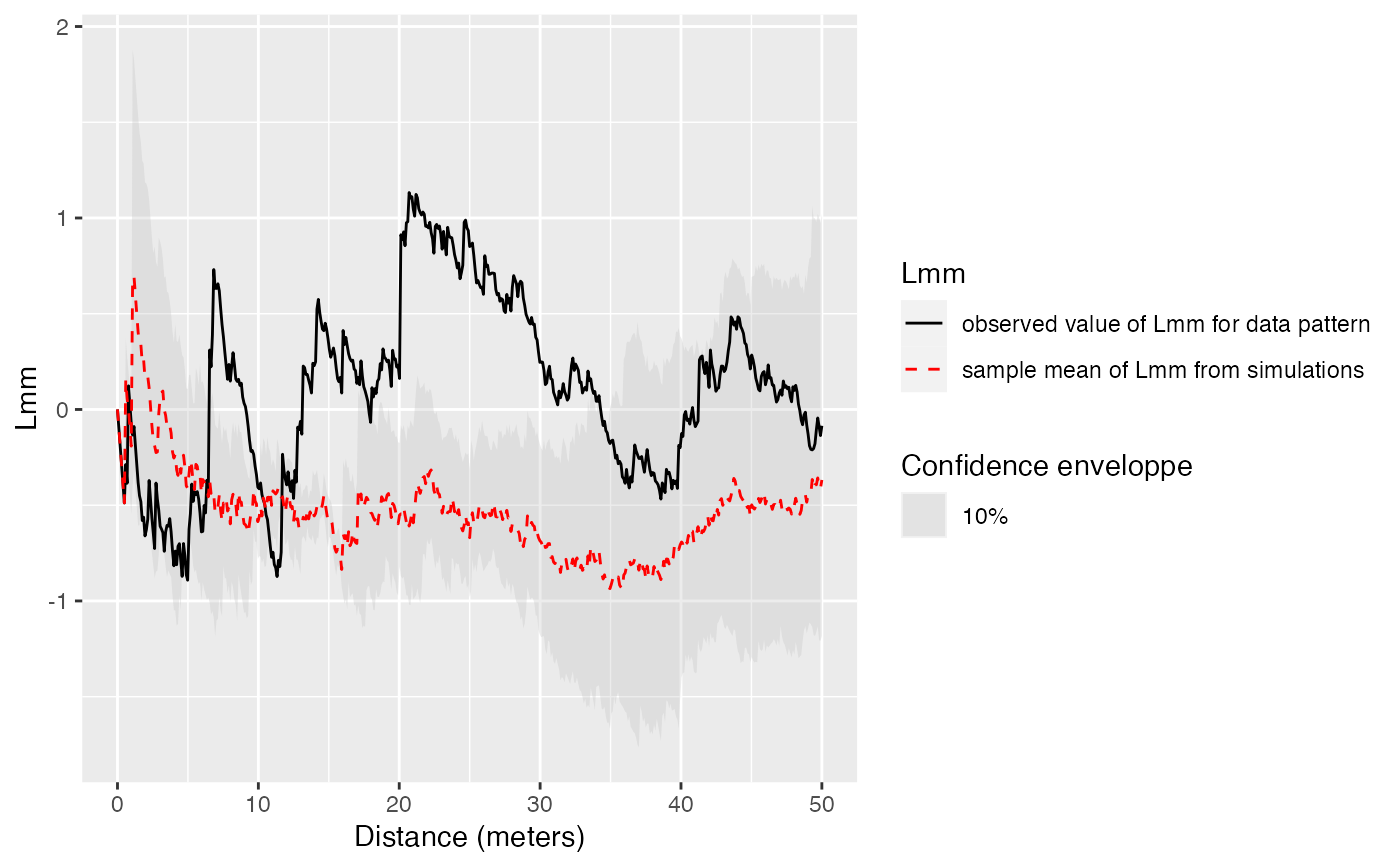 2
1
0
-1
Lmm
0 10 20 30 40 50
Distance (meters)
Lmm
observed value of Lmm for data pattern
sample mean of Lmm from simulations
Confidence enveloppe
10%